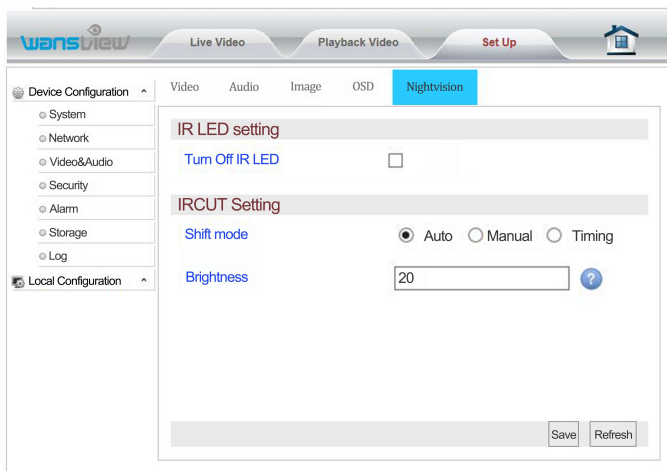 wansview
Live Video Playback Video Set Up
Device Configuration
System
Network
Video&Audio
Security
Alarm
Storage
Log
Local Configuration
Video Audio Image OSD Nightvision
IR LED setting
Turn Off IR LED
IRCUT Setting
Shift mode Auto Manual Timing
Brightness 20 ?
Save Refresh